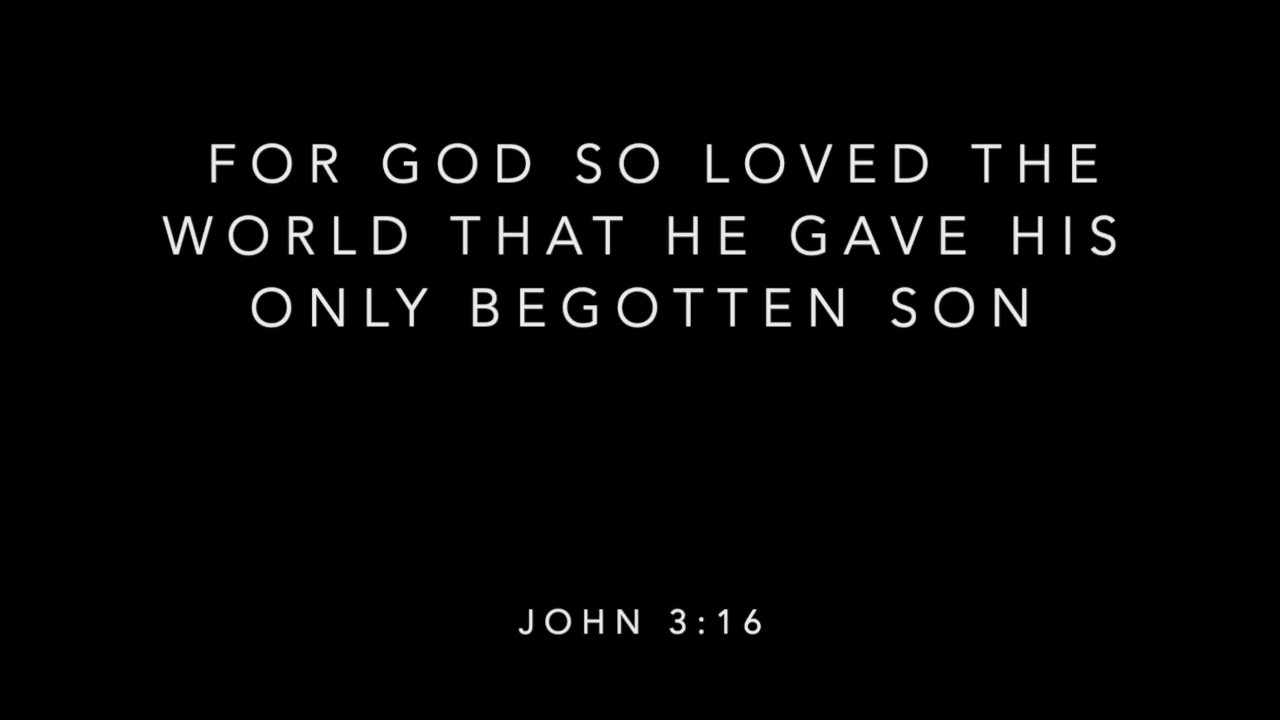 FOR GOD SO LOVED THE
WORLD THAT HE GAVE HIS
ONLY BEGOTTEN SON
JOHN 3:16